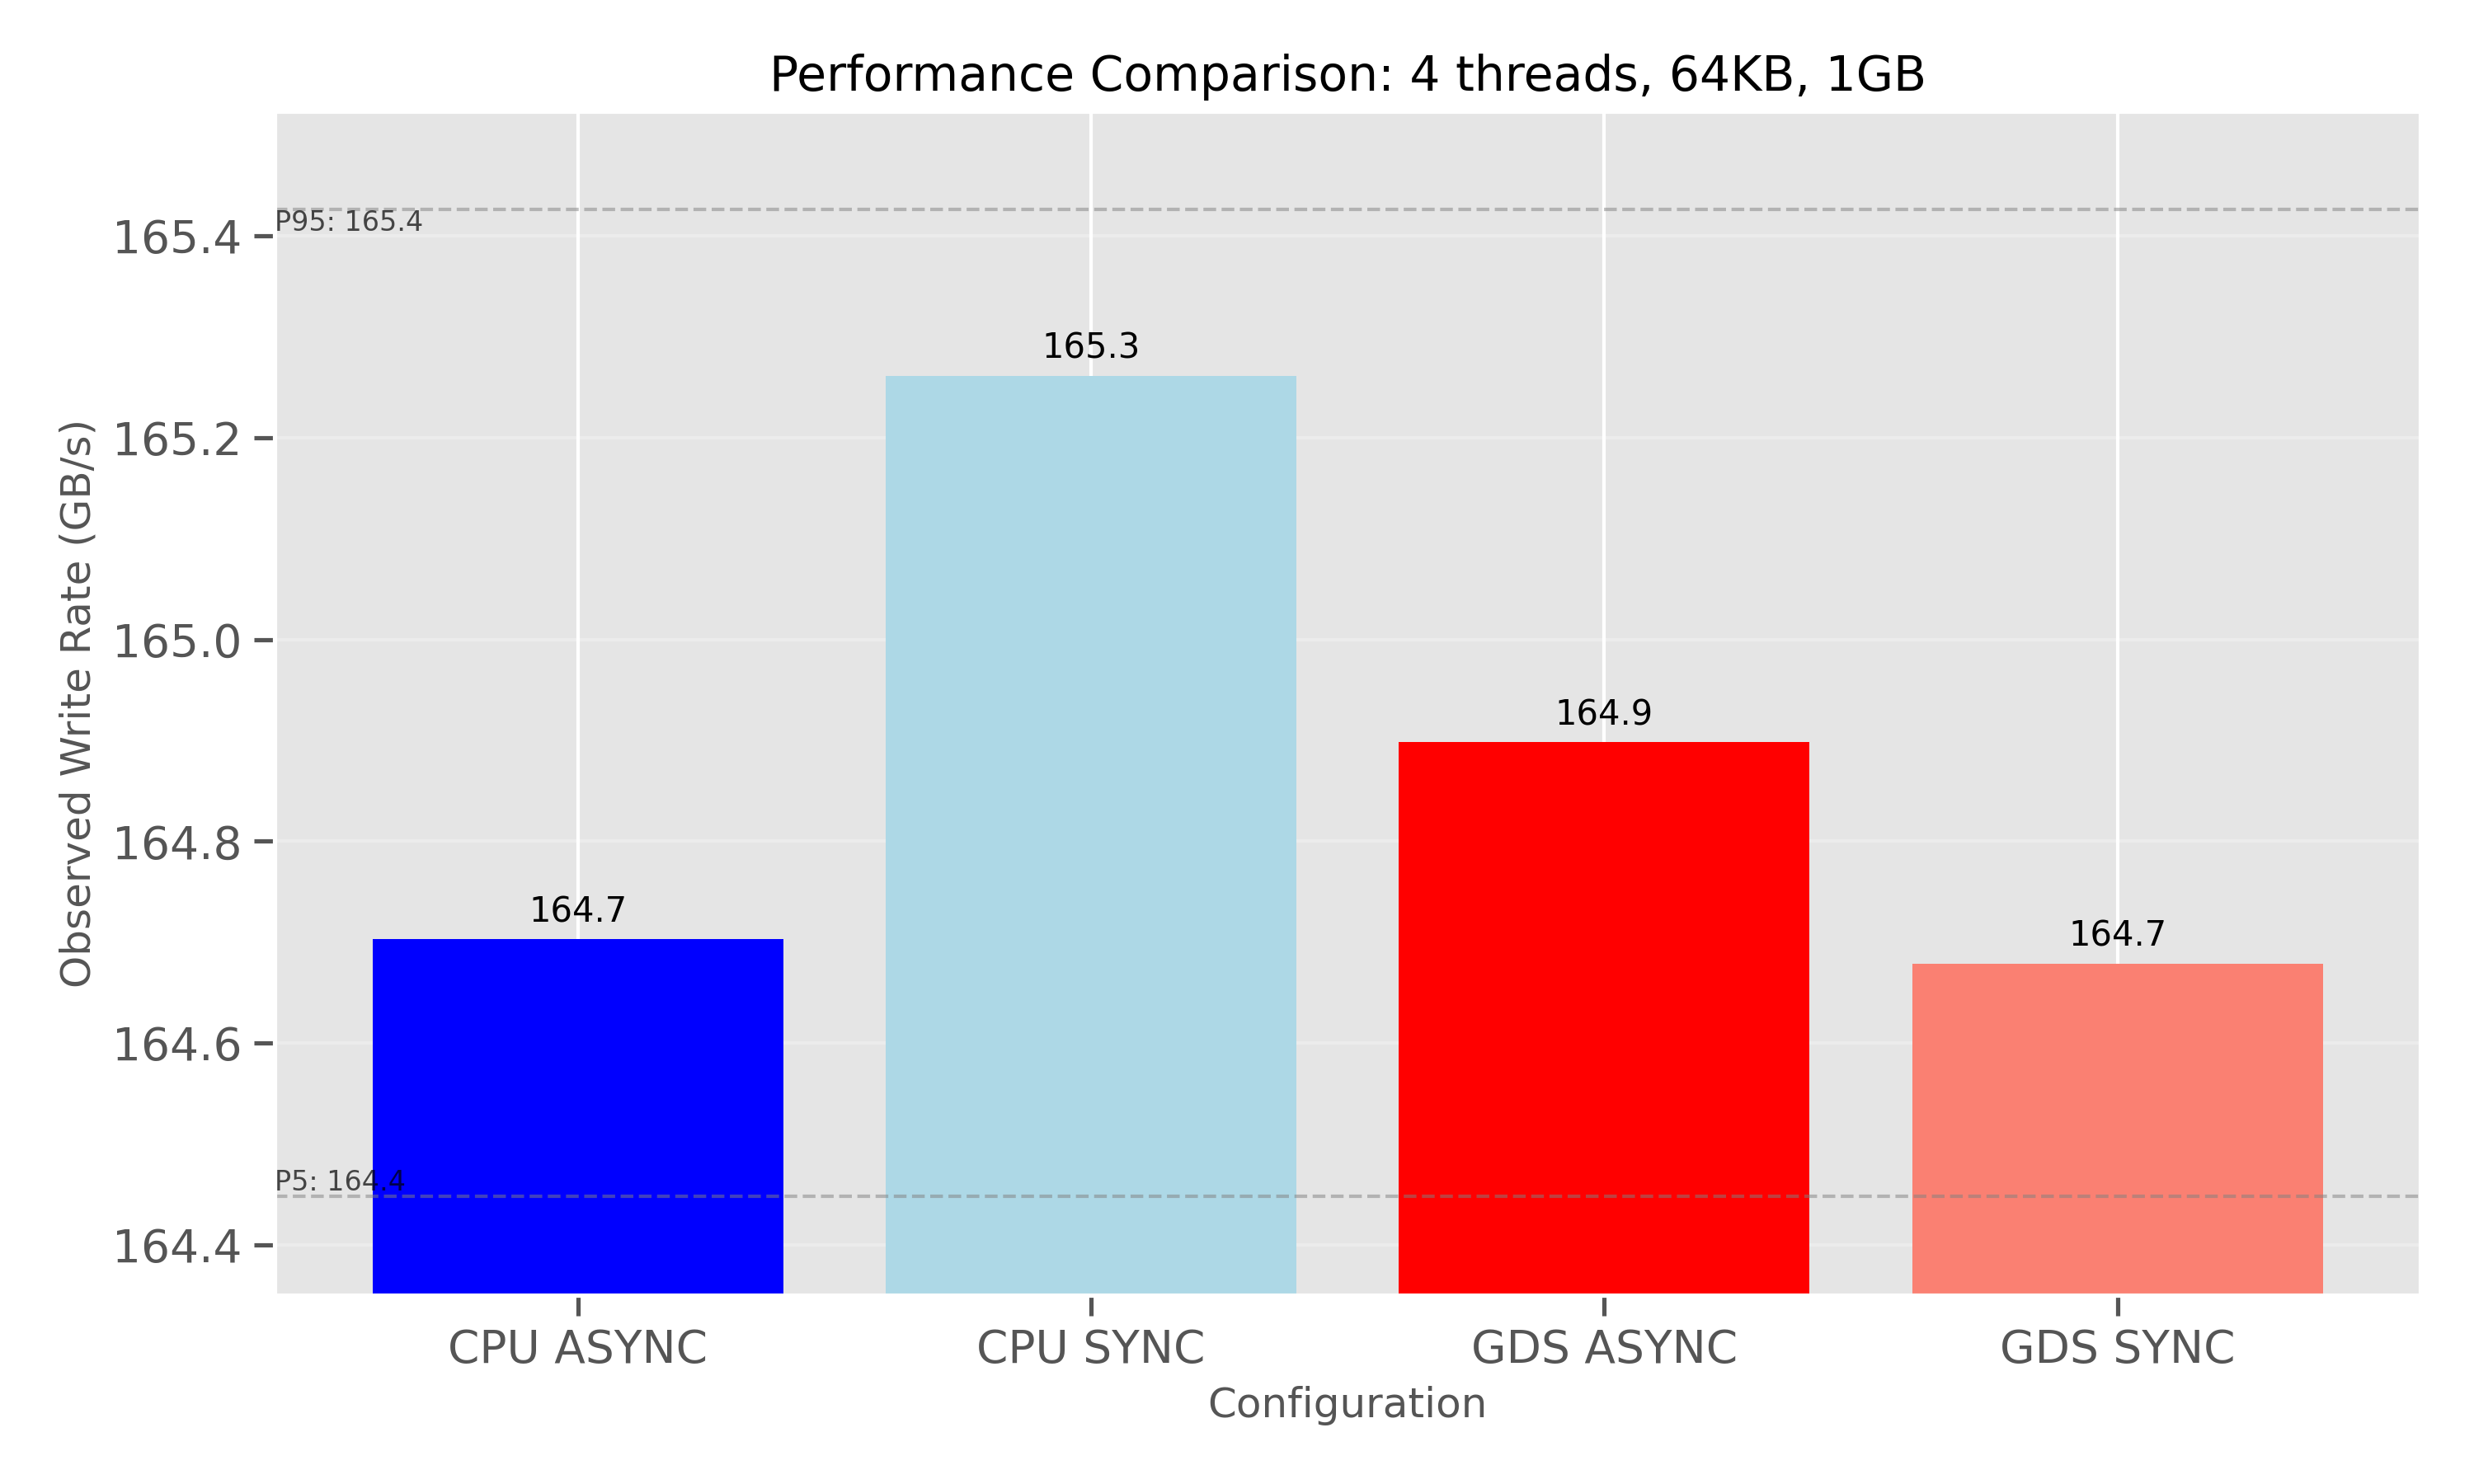 Performance Comparison: 4 threads, 64KB, 1GB
Observed Write Rate (GB/s)
165.4
165.2
165.0
164.8
164.6
164.4
P95: 165.4
P5: 164.4
164.7
165.3
164.9
164.7
CPU ASYNC
CPU SYNC
GDS ASYNC
GDS SYNC
Configuration